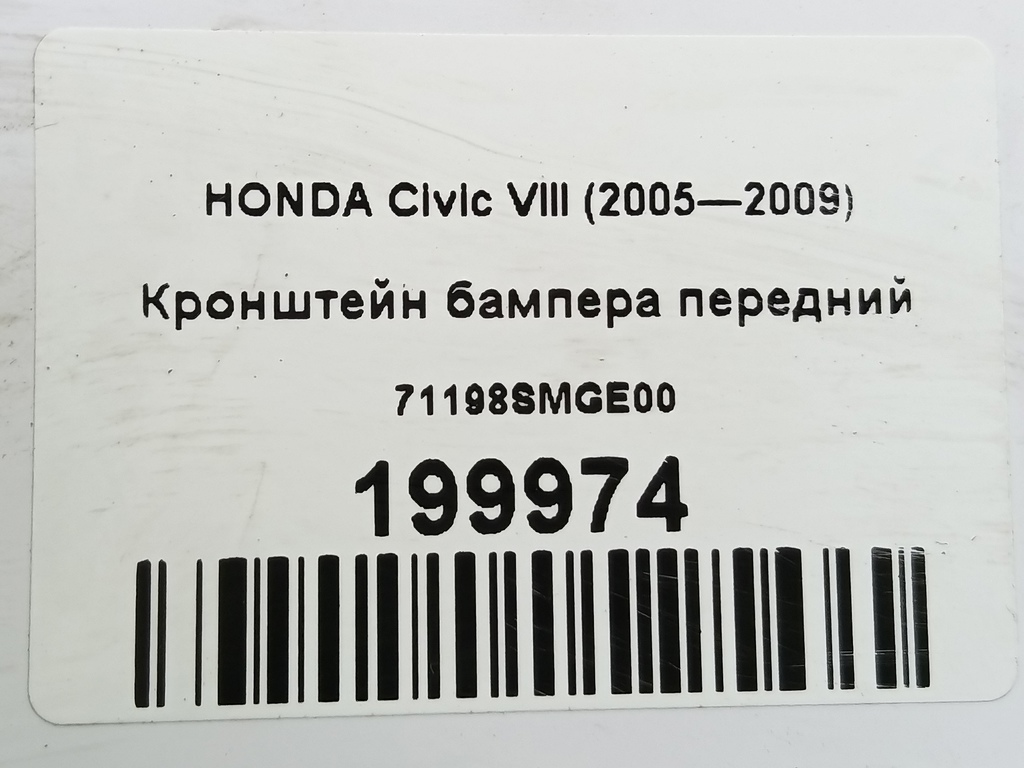 HONDA Civic VIII (2005—2009)
Кронштейн бампера передний
71198SMGE00
199974